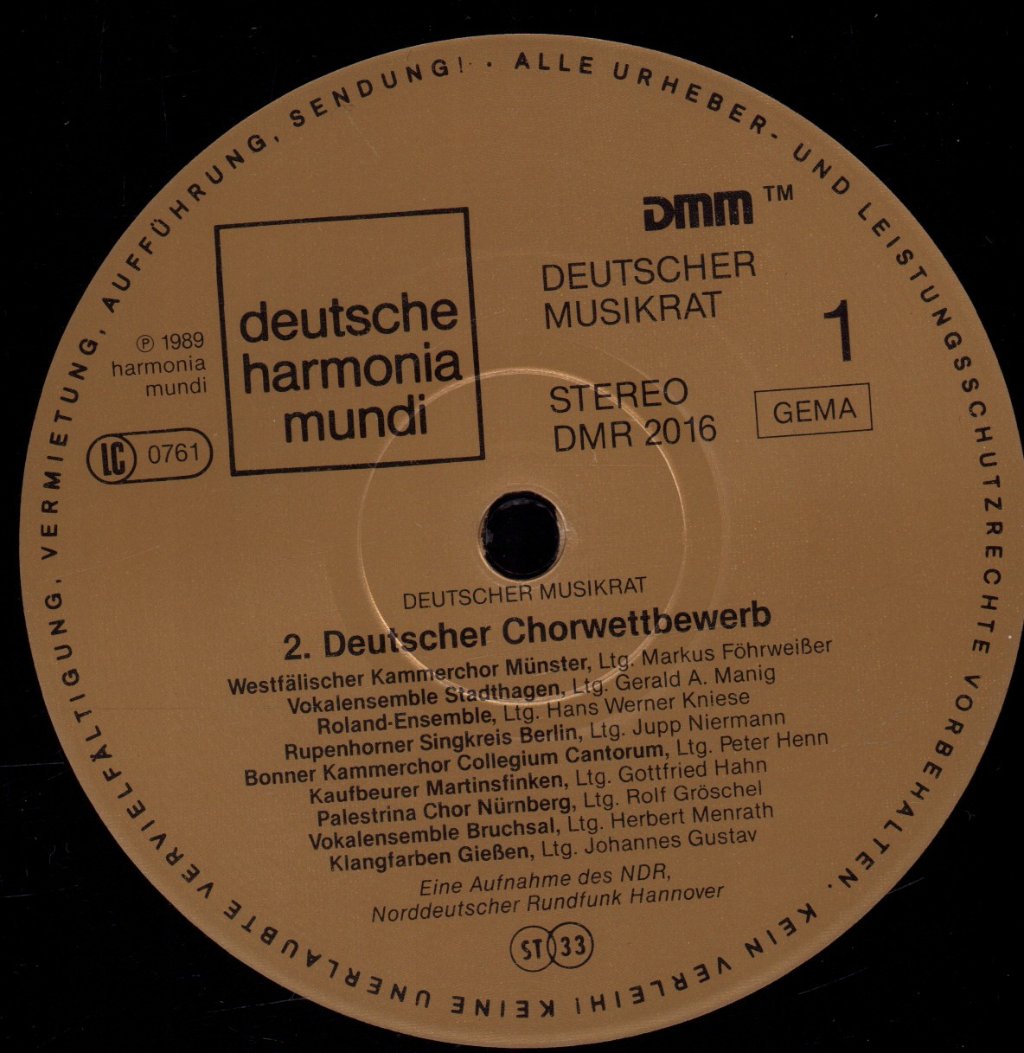 ALLE URHEBER- UND LEISTUNGSSCHUTZRECHTE VORBEHALTEN. KEIN VERLEIH! KEINE UNERLAUBTE VERVIELFÄLTIGUNG, VERMIETUNG, AUFFÜHRUNG, SENDUNG! ·
DMM TM
deutsche
harmonia
mundi
DEUTSCHER
MUSIKRAT
1
℗ 1989
harmonia
mundi
LC 0761
STEREO
DMR 2016
GEMA
DEUTSCHER MUSIKRAT
2. Deutscher Chorwettbewerb
Westfälischer Kammerchor Münster, Ltg. Markus Föhrweißer
Vokalensemble Stadthagen, Ltg. Gerald A. Manig
Roland-Ensemble, Ltg. Hans Werner Kniese
Rupenhorner Singkreis Berlin, Ltg. Jupp Niermann
Bonner Kammerchor Collegium Cantorum, Ltg. Peter Henn
Kaufbeurer Martinsfinken, Ltg. Gottfried Hahn
Palestrina Chor Nürnberg, Ltg. Rolf Gröschel
Vokalensemble Bruchsal, Ltg. Herbert Menrath
Klangfarben Gießen, Ltg. Johannes Gustav
Eine Aufnahme des NDR,
Norddeutscher Rundfunk Hannover
ST 33